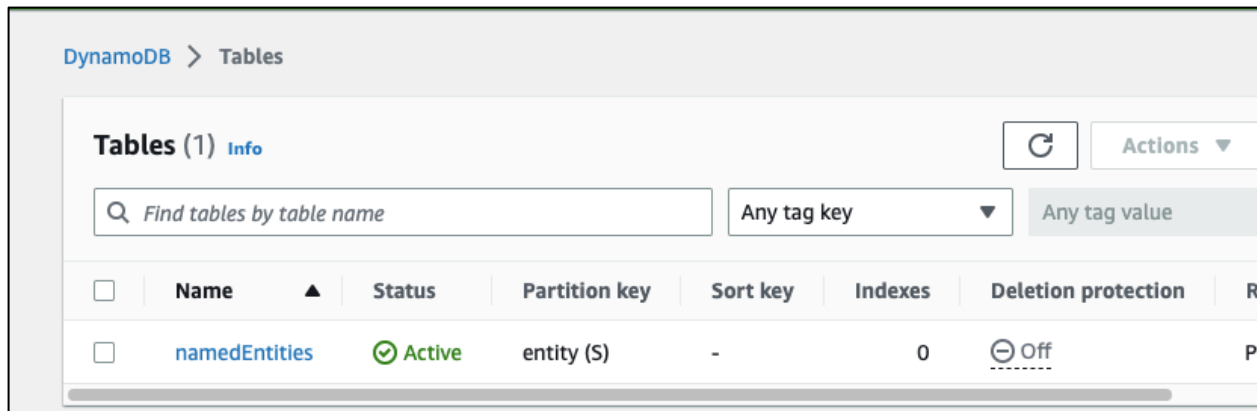 DynamoDB > Tables
Tables (1) Info
Actions
Find tables by table name
Any tag key
Any tag value
Name Status Partition key Sort key Indexes Deletion protection
namedEntities Active entity (S) - 0 Off